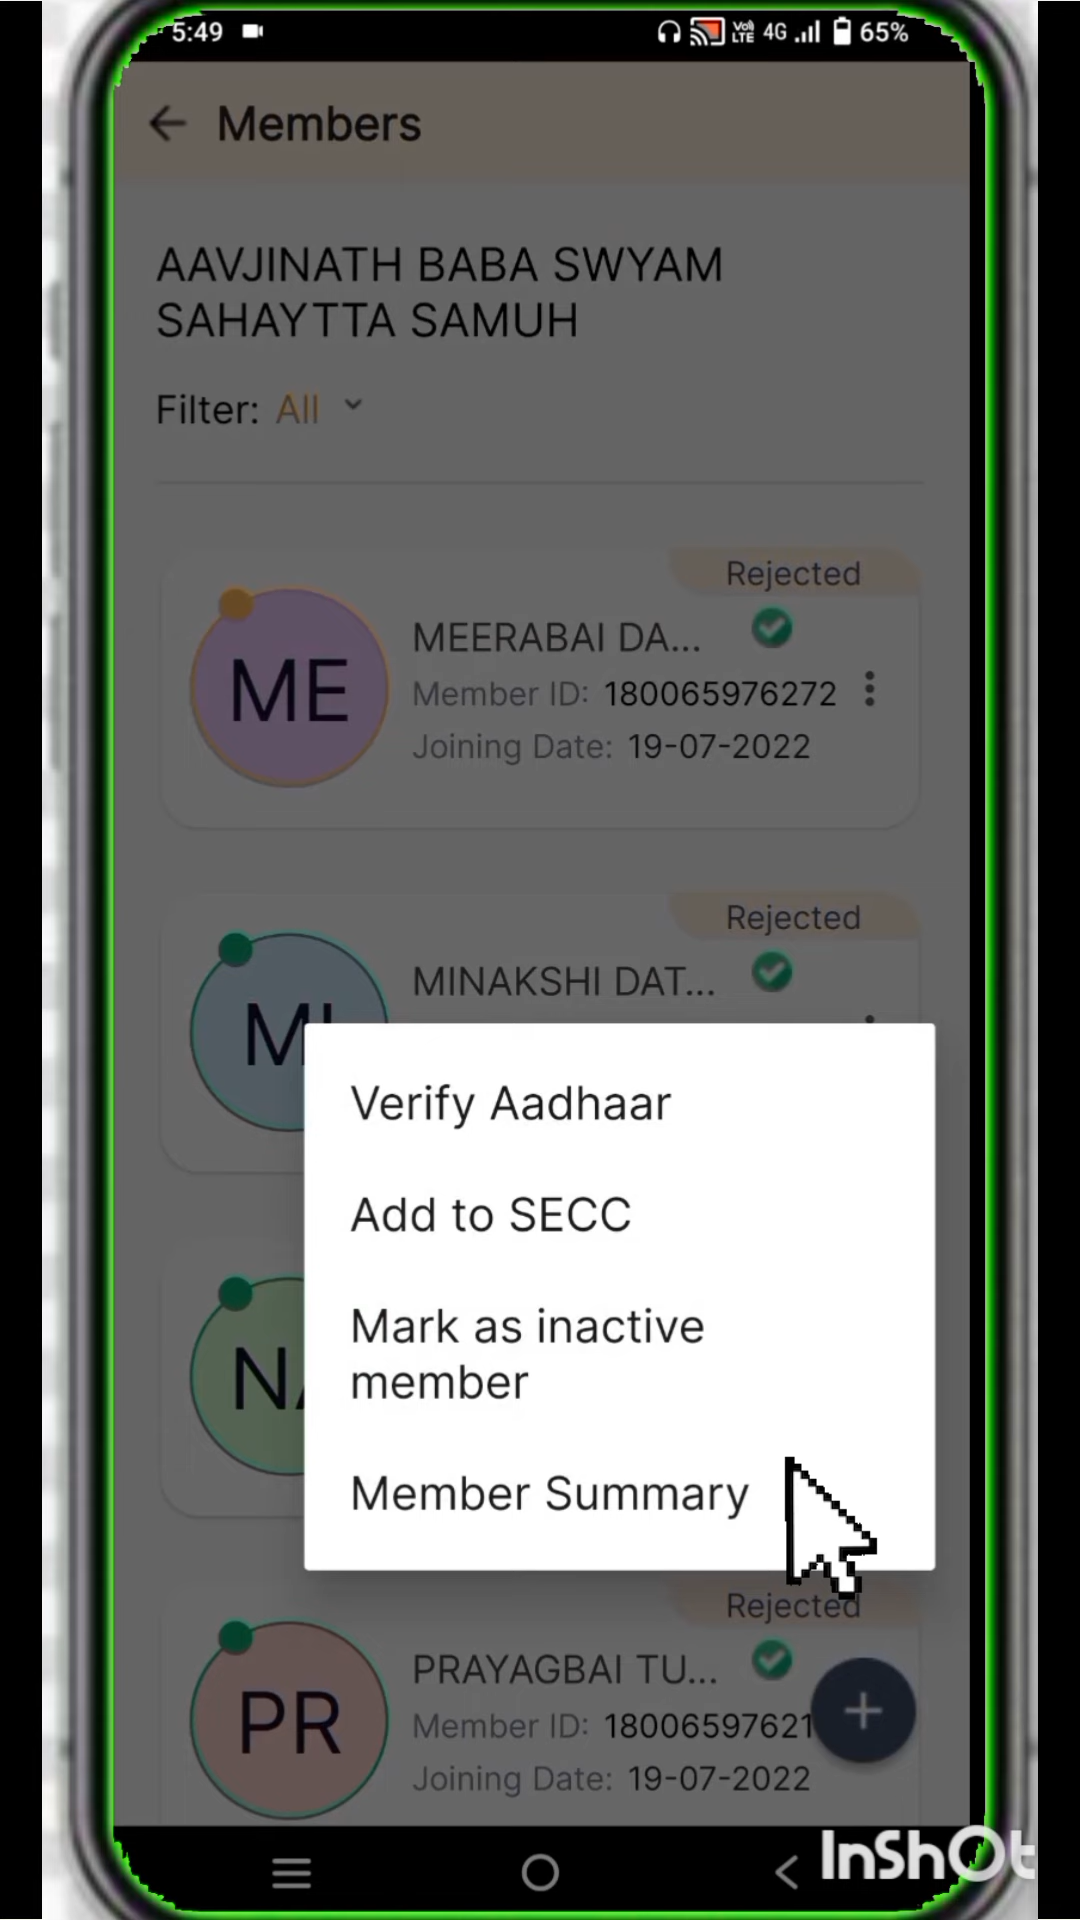 5:49 Vo) LTE 4G 65%
Members
AAVJINATH BABA SWYAM
SAHAYTTA SAMUH
Filter: All
Rejected
ME
MEERABAI DA...
Member ID: 180065976272
Joining Date: 19-07-2022
Rejected
MINAKSHI DAT...
Verify Aadhaar
Add to SECC
Mark as inactive
member
Member Summary
Rejected
PR
PRAYAGBAI TU...
Member ID: 18006597621
Joining Date: 19-07-2022
InShOt